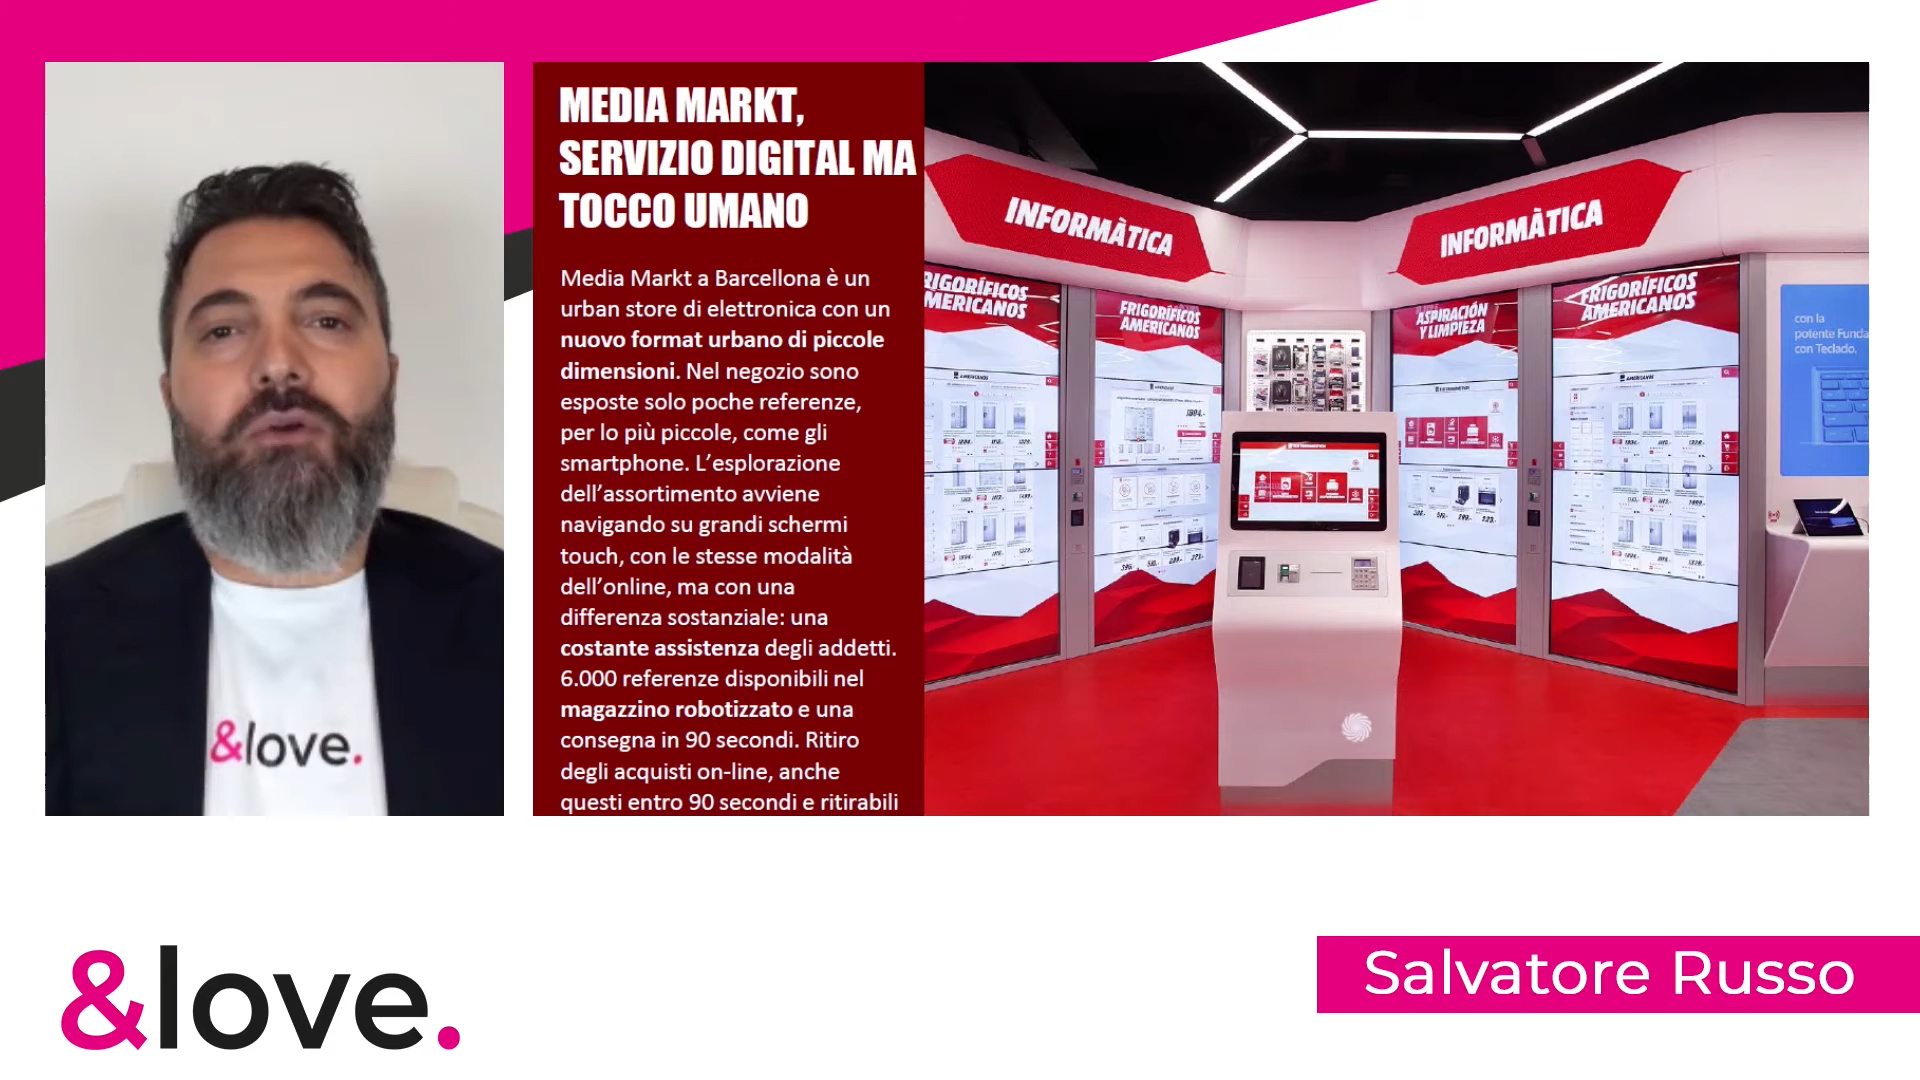 MEDIA MARKT,
SERVIZIO DIGITAL MA
TOCCO UMANO
Media Markt a Barcellona è un
urban store di elettronica con un
nuovo format urbano di piccole
dimensioni. Nel negozio sono
esposte solo poche referenze,
per lo più piccole, come gli
smartphone. L’esplorazione
dell’assortimento avviene
navigando su grandi schermi
touch, con le stesse modalità
dell’online, ma con una
differenza sostanziale: una
costante assistenza degli addetti.
6.000 referenze disponibili nel
magazzino robotizzato e una
consegna in 90 secondi. Ritiro
degli acquisti on-line, anche
questi entro 90 secondi e ritirabili
INFORMÀTICA
INFORMÀTICA
FRIGORÍFICOS
AMERICANOS
ASPIRACIÓN
Y LIMPIEZA
FRIGORÍFICOS
AMERICANOS
con la
potente
con Teclado.
&love.
&love.
Salvatore Russo